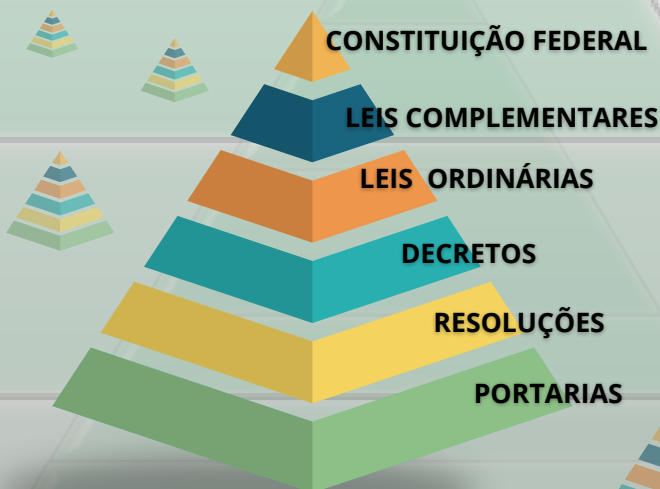 CONSTITUIÇÃO FEDERAL
LEIS COMPLEMENTARES
LEIS ORDINÁRIAS
DECRETOS
RESOLUÇÕES
PORTARIAS